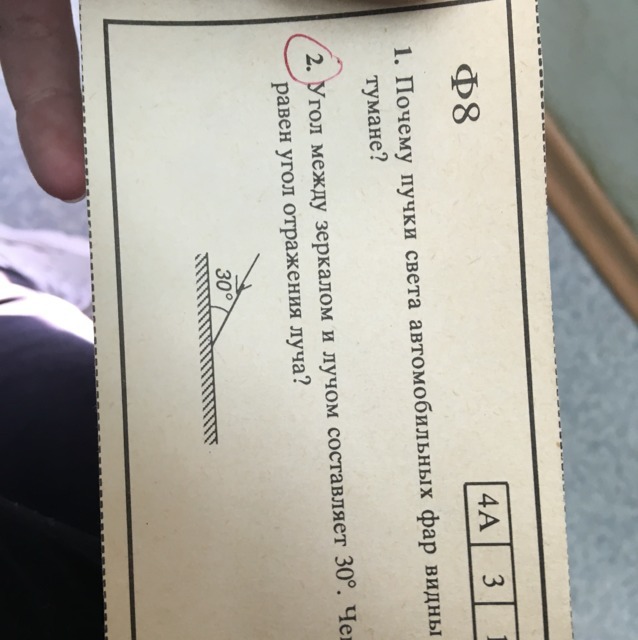 Ф8
4А 3
1. Почему пучки света автомобильных фар видны
тумане?
2. Угол между зеркалом и лучом составляет 30°.
равен угол отражения луча?
30°